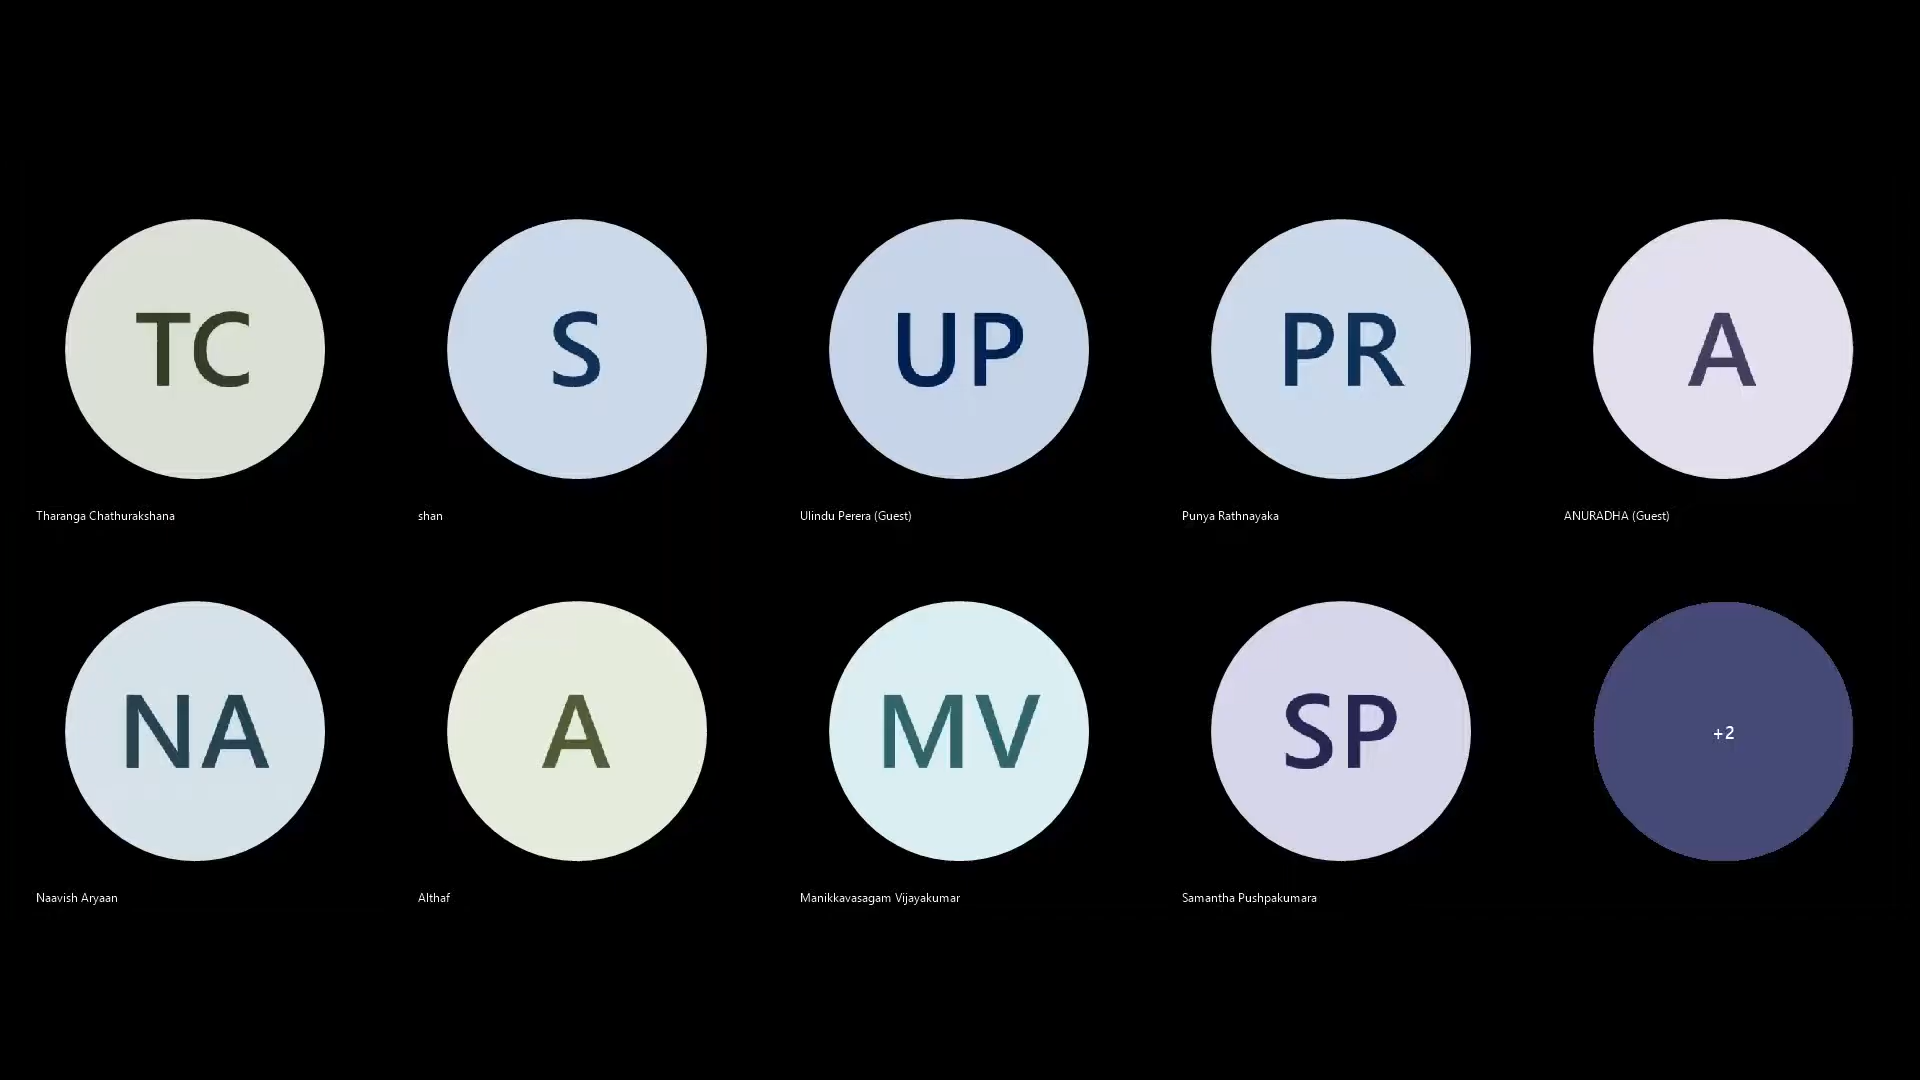 TC
S
UP
PR
A
Tharanga Chathurakshana
shan
Ulindu Perera (Guest)
Punya Rathnayaka
ANURADHA (Guest)
NA
A
MV
SP
+2
Naavish Aryaan
Althaf
Manikkavasagam Vijayakumar
Samantha Pushpakumara